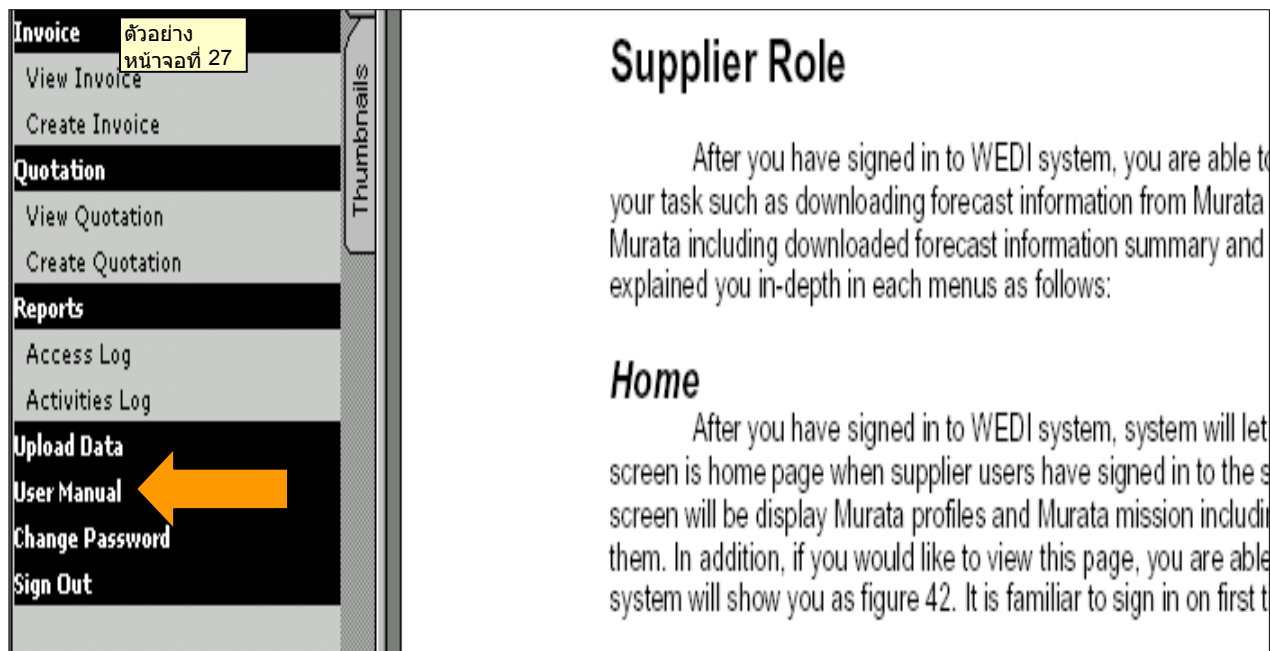 Invoice
ตัวอย่าง
หน้าจอที่ 27
View Invoice
Create Invoice
Quotation
View Quotation
Create Quotation
Reports
Access Log
Activities Log
Upload Data
User Manual
Change Password
Sign Out
Thumbnails
Supplier Role
After you have signed in to WEDI system, you are able to
your task such as downloading forecast information from Murata
Murata including downloaded forecast information summary and
explained you in-depth in each menus as follows:
Home
After you have signed in to WEDI system, system will let
screen is home page when supplier users have signed in to the s
screen will be display Murata profiles and Murata mission includi
them. In addition, if you would like to view this page, you are able
system will show you as figure 42. It is familiar to sign in on first t